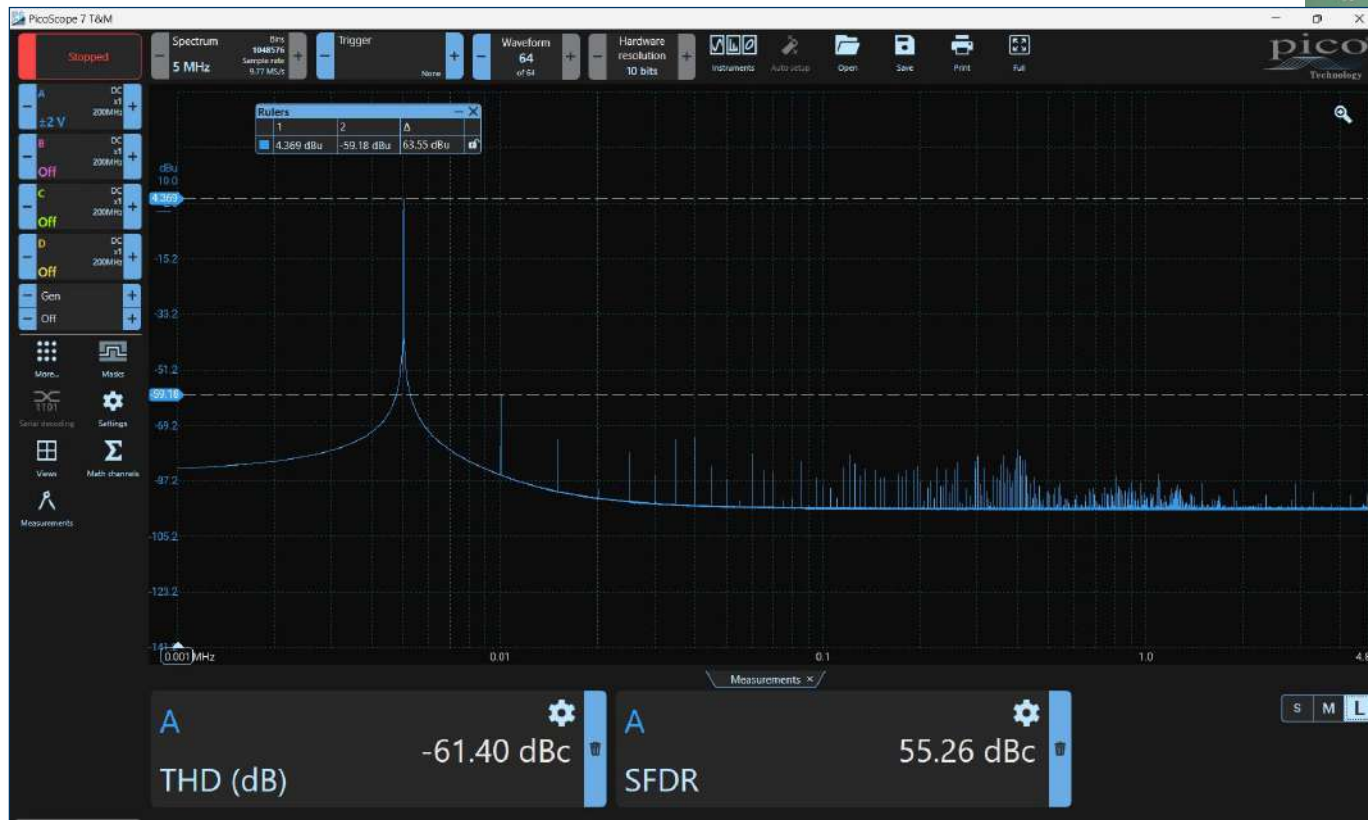 PicoScope 7 T&M
Stopped
Spectrum
5 MHz
Bins
1048576
Sample rate
9.77 MS/s
Trigger
None
Waveform
64
of 64
Hardware
resolution
10 bits
Instruments
Auto setup
Open
Save
Print
Full
pico
Technology
A
DC
x1
200MHz
±2 V
B
DC
x1
200MHz
Off
C
DC
x1
200MHz
Off
D
DC
x1
200MHz
Off
Gen
Off
More...
Masks
1101
Serial decoding
Settings
Views
Math channels
Measurements
Rulers
1 2 Δ
4.369 dBu -59.18 dBu 63.55 dBu
dBu
10.0
4.369
-15.2
-33.2
-51.2
-59.18
-69.2
-87.2
-105.2
-123.2
0.001 MHz 0.01 0.1 1.0 4.8
Measurements ×
A
-61.40 dBc
THD (dB)
A
55.26 dBc
SFDR
S M L